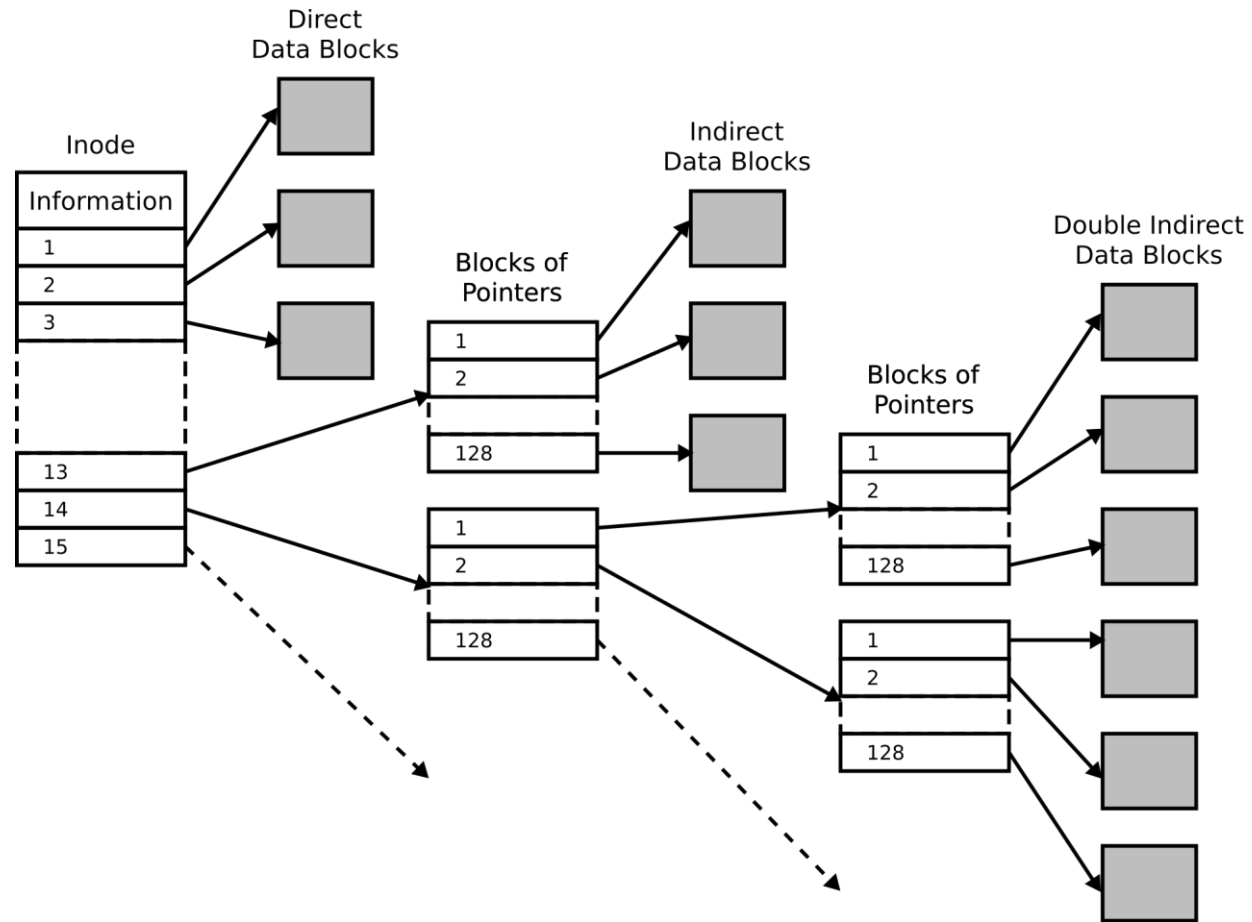 Direct
Data Blocks
Inode
Information
1
2
3
13
14
15
Blocks of
Pointers
1
2
128
1
2
128
Indirect
Data Blocks
Blocks of
Pointers
1
2
128
1
2
128
Double Indirect
Data Blocks